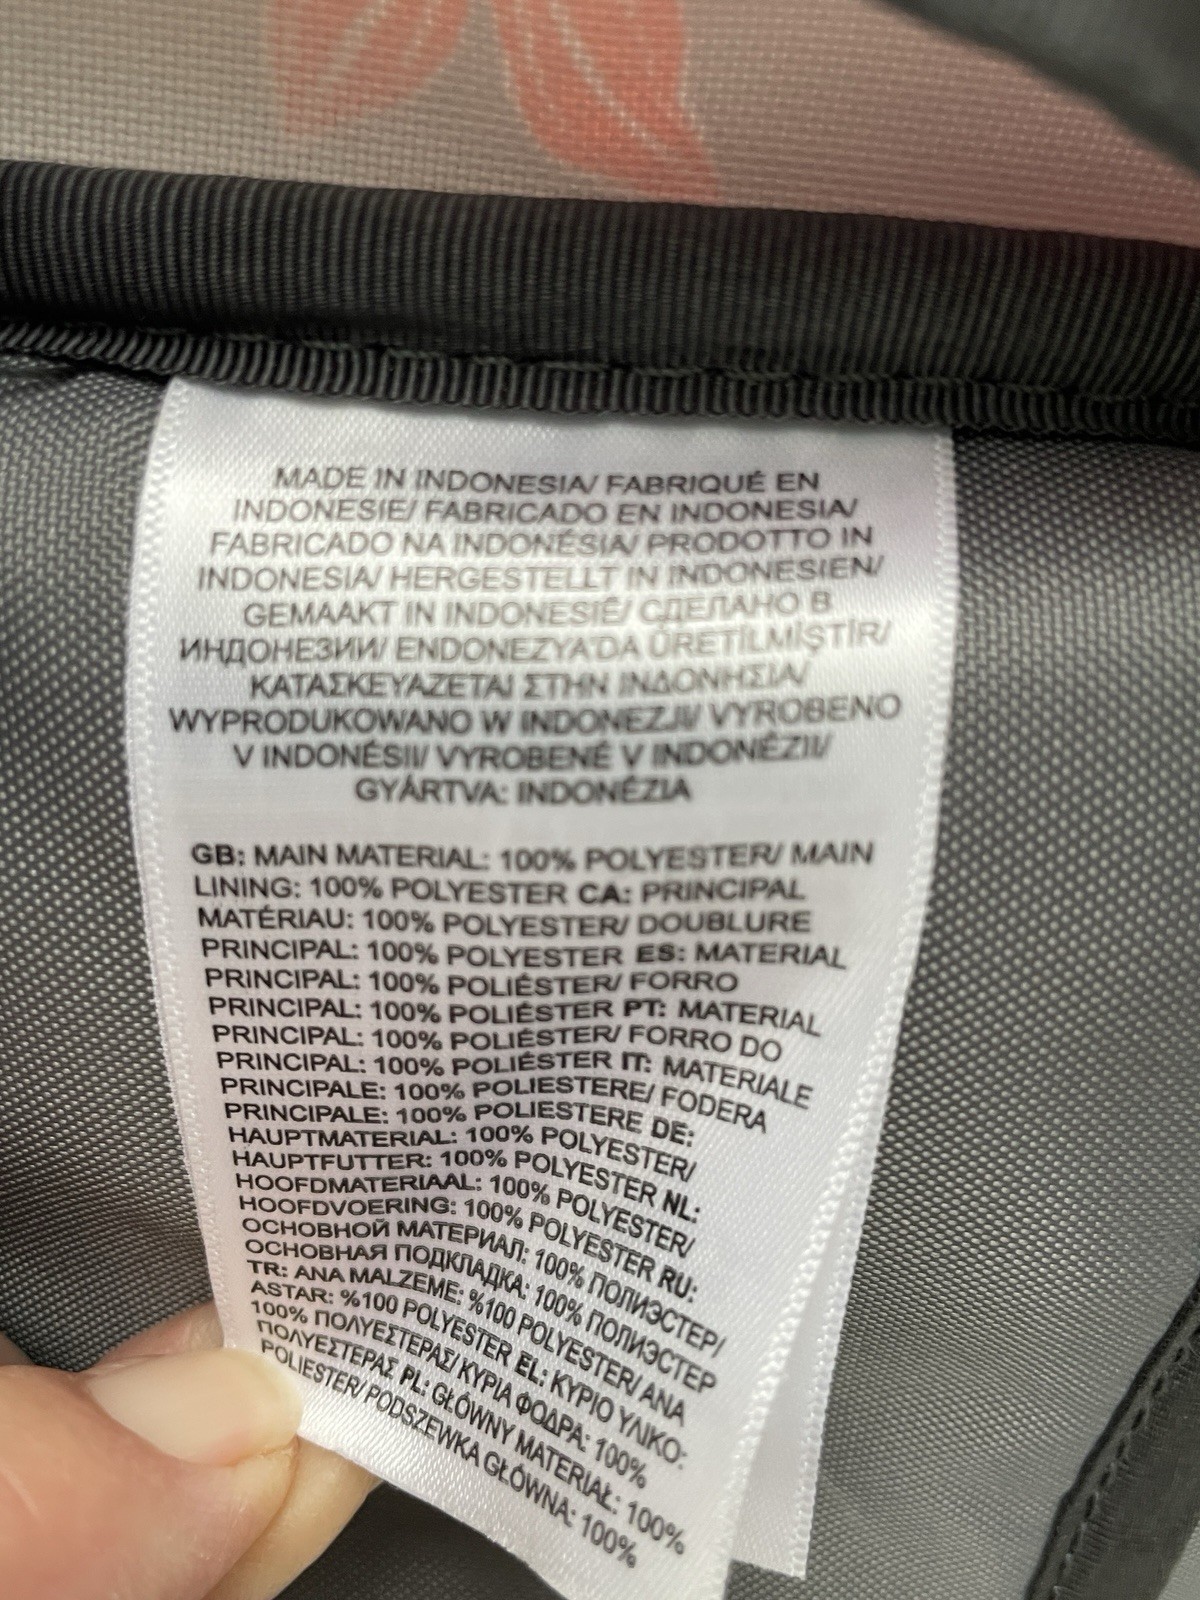 MADE IN INDONESIA/ FABRIQUÉ EN
INDONESIE/ FABRICADO EN INDONESIA/
FABRICADO NA INDONÉSIA/ PRODOTTO IN
INDONESIA/ HERGESTELLT IN INDONESIEN/
GEMAAKT IN INDONESIË/ СДЕЛАНО В
ИНДОНЕЗИИ/ ENDONEZYA'DA ÜRETİLMİŞTİR/
ΚΑΤΑΣΚΕΥΑΖΕΤΑΙ ΣΤΗΝ ΙΝΔΟΝΗΣΙΑ/
WYPRODUKOWANO W INDONEZJI/ VYROBENO
V INDONÉSII/ VYROBENÉ V INDONÉZII/
GYÁRTVA: INDONÉZIA
GB: MAIN MATERIAL: 100% POLYESTER/ MAIN
LINING: 100% POLYESTER CA: PRINCIPAL
MATÉRIAU: 100% POLYESTER/ DOUBLURE
PRINCIPAL: 100% POLYESTER ES: MATERIAL
PRINCIPAL: 100% POLIÉSTER/ FORRO
PRINCIPAL: 100% POLIÉSTER PT: MATERIAL
PRINCIPAL: 100% POLIÉSTER/ FORRO DO
PRINCIPAL: 100% POLIÉSTER IT: MATERIALE
PRINCIPALE: 100% POLIESTERE/ FODERA
PRINCIPALE: 100% POLIESTERE DE:
HAUPTMATERIAL: 100% POLYESTER/
HAUPTFUTTER: 100% POLYESTER NL:
HOOFDMATERIAAL: 100% POLYESTER/
HOOFDVOERING: 100% POLYESTER RU:
ОСНОВНОЙ МАТЕРИАЛ: 100% ПОЛИЭСТЕР/
ОСНОВНАЯ ПОДКЛАДКА: 100% ПОЛИЭСТЕР
TR: ANA MALZEME: %100 POLYESTER/ ANA
ASTAR: %100 POLYESTER EL: ΚΥΡΙΟ ΥΛΙΚΟ:
100% ΠΟΛΥΕΣΤΕΡΑΣ/ ΚΥΡΙΑ ΦΟΔΡΑ: 100%
ΠΟΛΥΕΣΤΕΡΑΣ PL: GŁÓWNY MATERIAŁ: 100%
POLIESTER/ PODSZEWKA GŁÓWNA: 100%